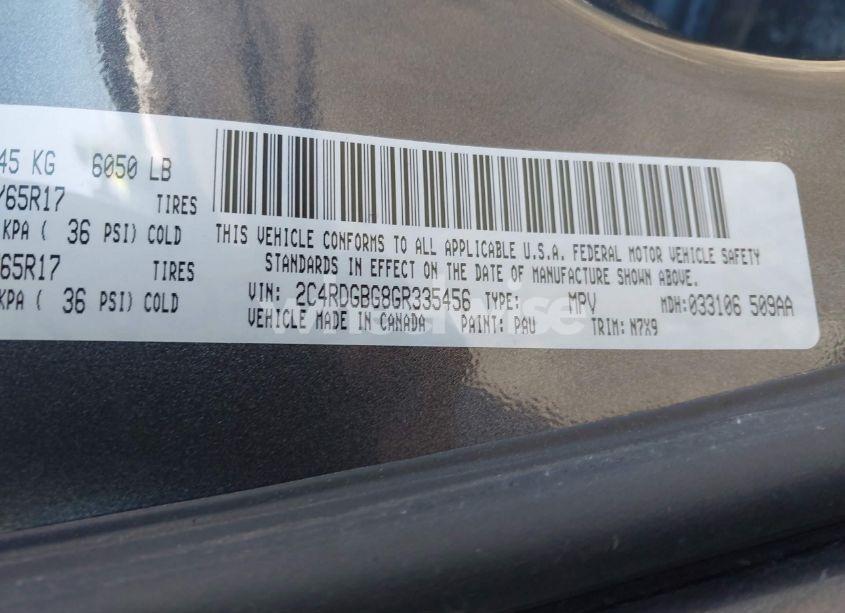 45 KG 6050 LB
/65R17 TIRES
KPA ( 36 PSI) COLD
65R17 TIRES
KPA ( 36 PSI) COLD
THIS VEHICLE CONFORMS TO ALL APPLICABLE U.S.A. FEDERAL MOTOR VEHICLE SAFETY
STANDARDS IN EFFECT ON THE DATE OF MANUFACTURE SHOWN ABOVE.
VIN: 2C4RDGBG8GR335456 TYPE: MPV MDH:033106 509AA
VEHICLE MADE IN CANADA PAINT: PAU TRIM: N7X9